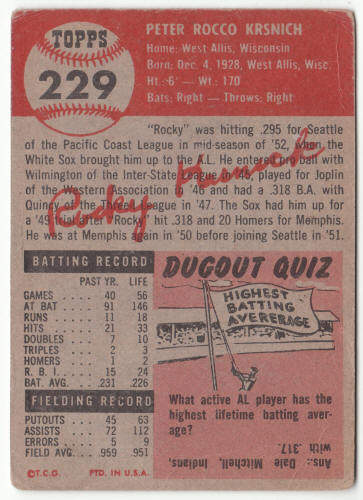 TOPPS
229
PETER ROCCO KRSNICH
Home: West Allis, Wisconsin
Born: Dec. 4, 1928, West Allis, Wisc.
Ht.-6' — Wt.: 170
Bats: Right — Throws: Right
"Rocky" was hitting .295 for Seattle
of the Pacific Coast League in mid-season of '52, when the
White Sox brought him up to the A.L. He entered pro ball with
Wilmington of the Inter-State League in played for Joplin
of the Western Association in '46 and had a .318 B.A. with
Quincy of the Three I League in '47. The Sox had him up for
a '49 trial after "Rocky" hit .318 and 20 Homers for Memphis.
He was at Memphis again in '50 before joining Seattle in '51.
Rocky Krsnich
BATTING RECORD
PAST YR. LIFE
GAMES 40 56
AT BAT 91 146
RUNS 11 18
HITS 21 33
DOUBLES 7 10
TRIPLES 2 3
HOMERS 1 2
R. B. I. 15 24
BAT. AVG. .231 .226
FIELDING RECORD
PUTOUTS 45 63
ASSISTS 72 112
ERRORS 5 9
FIELD AVG. .959 .951
©T.C.G. PTD. IN U.S.A.
DUGOUT QUIZ
HIGHEST
BATTING
AVERERAGE
What active AL player has the
highest lifetime batting aver-
age?
Ans.: Dale Mitchell, Indians,
with .317.